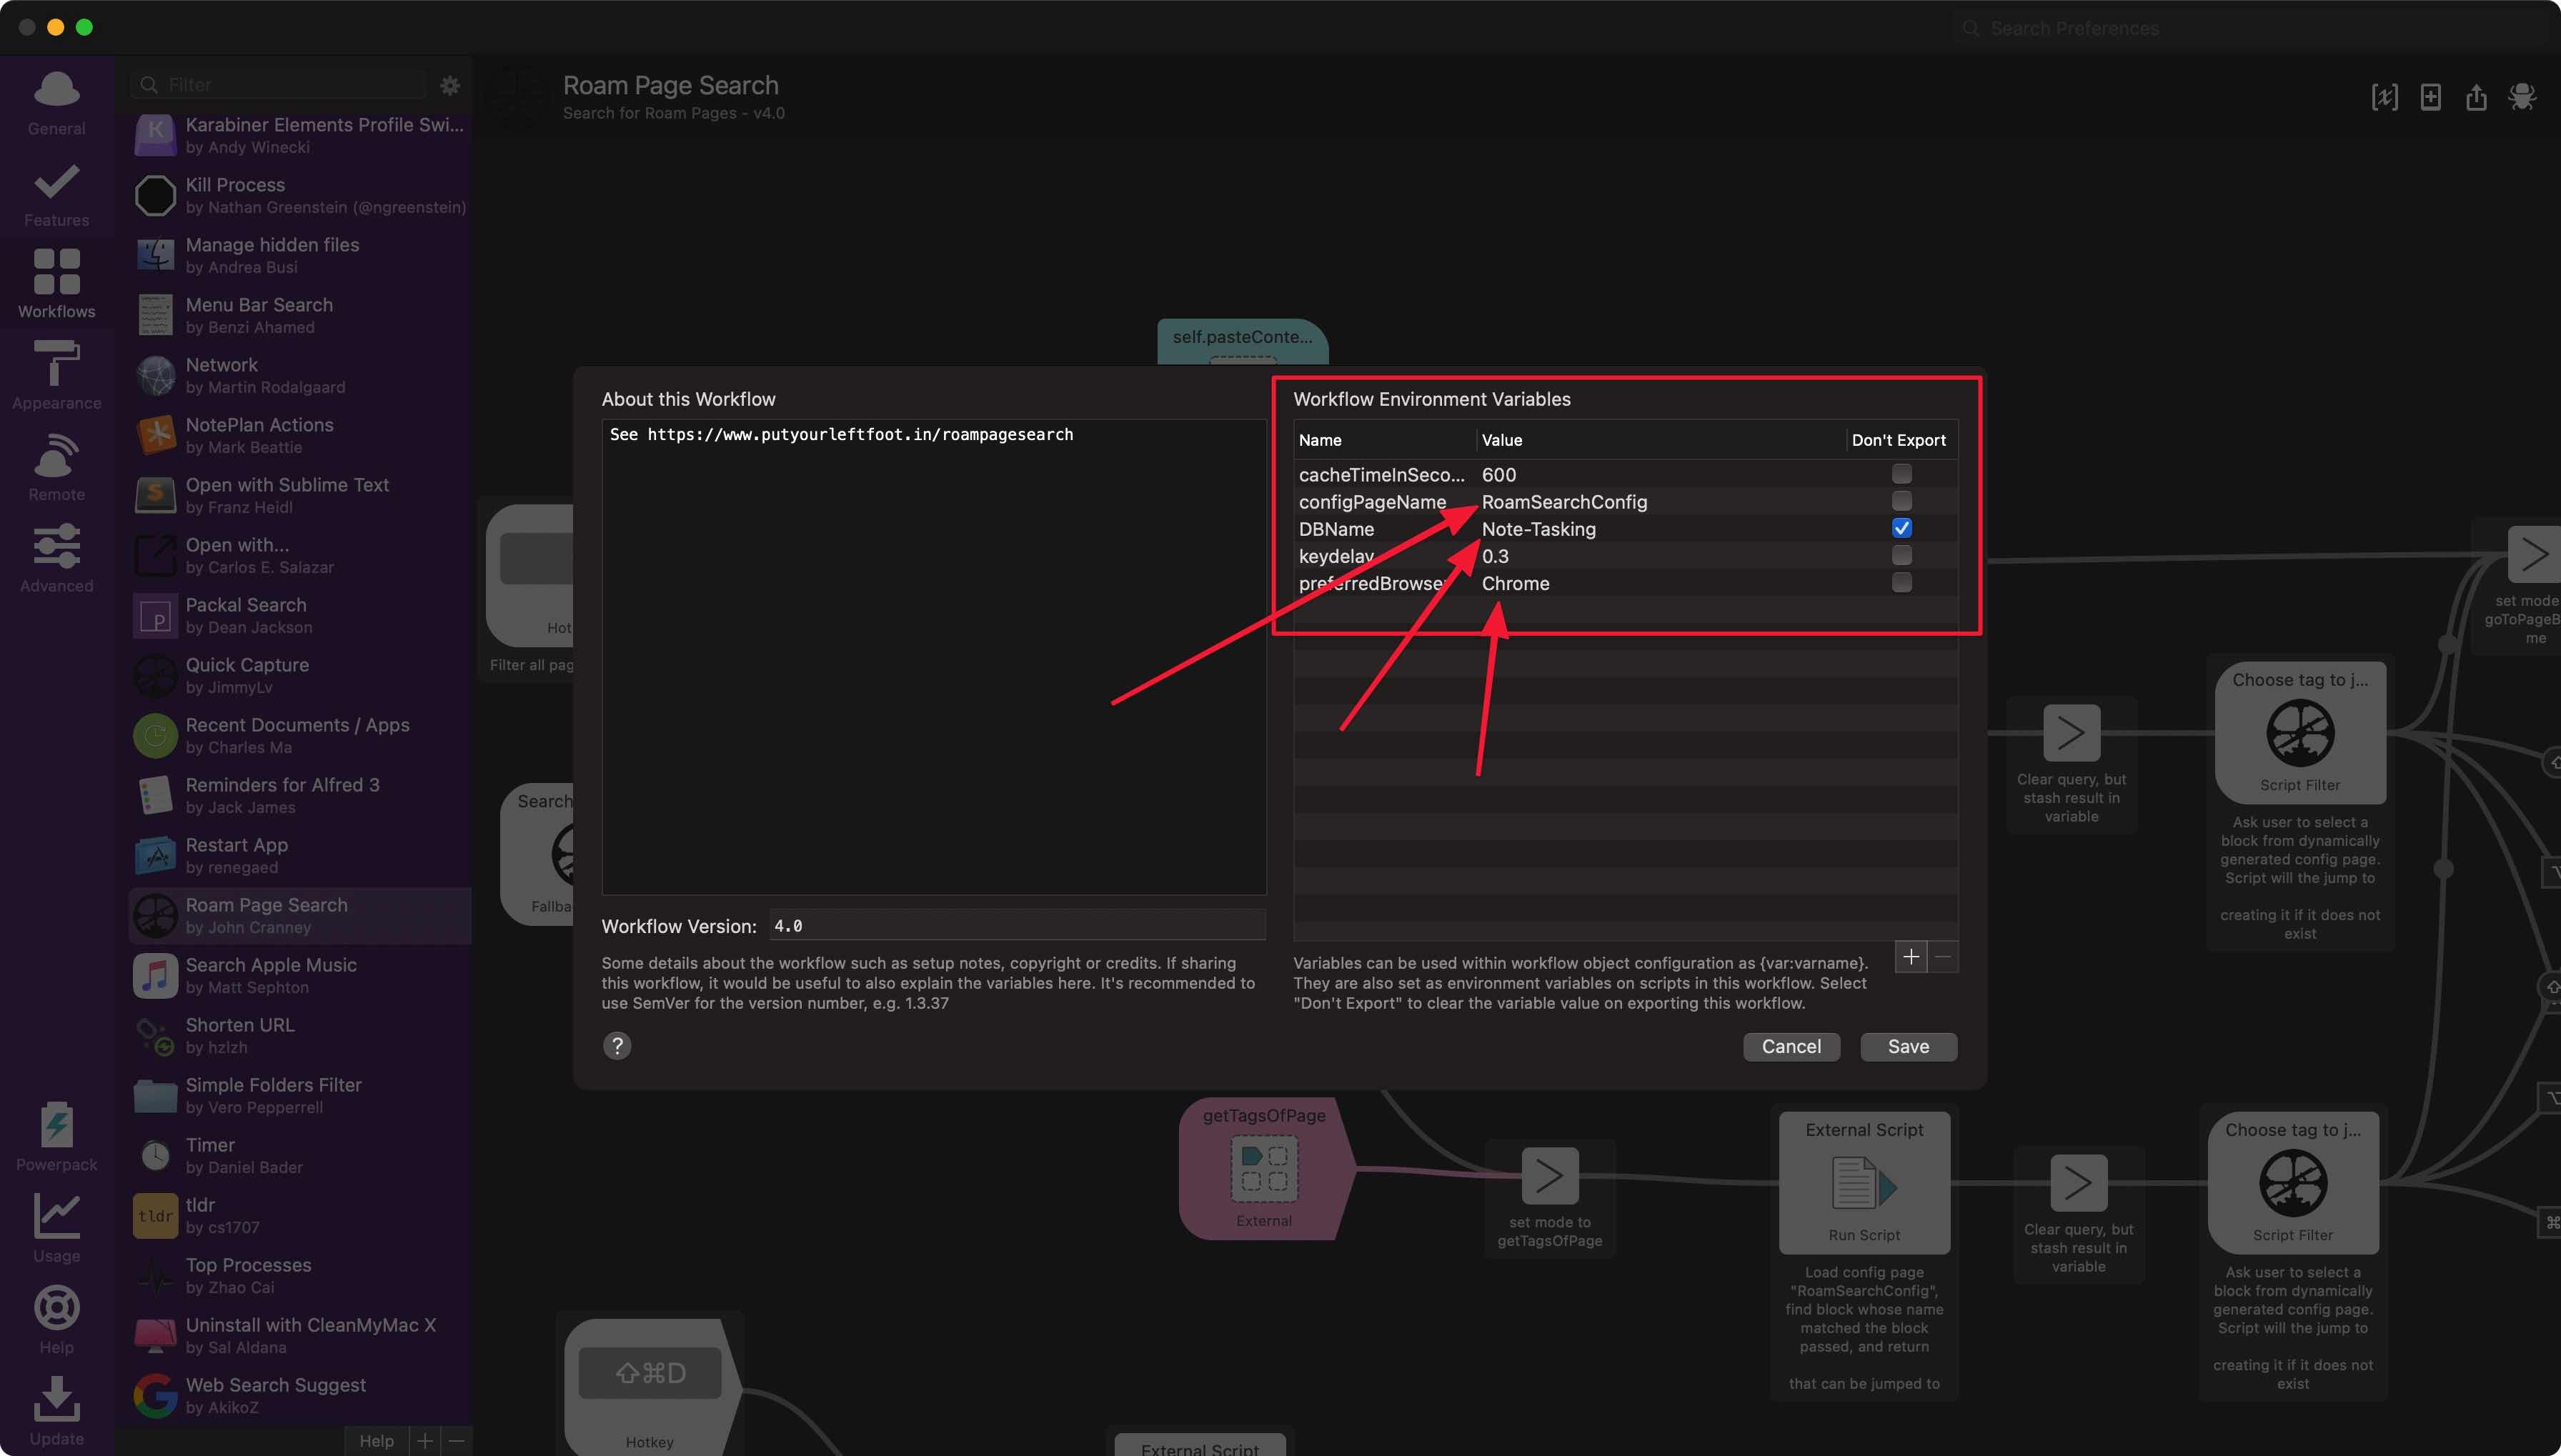 Search Preferences
General
Features
Workflows
Appearance
Remote
Advanced
Powerpack
Usage
Help
Update
Filter
Karabiner Elements Profile Swi...
by Andy Winecki
Kill Process
by Nathan Greenstein (@ngreenstein)
Manage hidden files
by Andrea Busi
Menu Bar Search
by Benzi Ahamed
Network
by Martin Rodalgaard
NotePlan Actions
by Mark Beattie
Open with Sublime Text
by Franz Heidl
Open with...
by Carlos E. Salazar
Packal Search
by Dean Jackson
Quick Capture
by JimmyLv
Recent Documents / Apps
by Charles Ma
Reminders for Alfred 3
by Jack James
Restart App
by renegaed
Roam Page Search
by John Cranney
Search Apple Music
by Matt Sephton
Shorten URL
by hzlzh
Simple Folders Filter
by Vero Pepperrell
Timer
by Daniel Bader
tldr
tldr
by cs1707
Top Processes
by Zhao Cai
Uninstall with CleanMyMac X
by Sal Aldana
Web Search Suggest
by AkikoZ
Help
Roam Page Search
Search for Roam Pages - v4.0
self.pasteConte...
Hot
Filter all pag
Search
Fallba
About this Workflow
See https://www.putyourleftfoot.in/roampagesearch
Workflow Version: 4.0
Some details about the workflow such as setup notes, copyright or credits. If sharing
this workflow, it would be useful to also explain the variables here. It's recommended to
use SemVer for the version number, e.g. 1.3.37
?
Workflow Environment Variables
Name Value Don't Export
cacheTimeInSeco... 600
configPageName RoamSearchConfig
DBName Note-Tasking
keydelay 0.3
preferredBrowser Chrome
Variables can be used within workflow object configuration as {var:varname}.
They are also set as environment variables on scripts in this workflow. Select
"Don't Export" to clear the variable value on exporting this workflow.
Cancel Save
set mode
goToPageB
me
Clear query, but
stash result in
variable
Choose tag to j...
Script Filter
Ask user to select a
block from dynamically
generated config page.
Script will the jump to
creating it if it does not
exist
getTagsOfPage
External
set mode to
getTagsOfPage
External Script
Run Script
Load config page
"RoamSearchConfig",
find block whose name
matched the block
passed, and return
that can be jumped to
Clear query, but
stash result in
variable
Choose tag to j...
Script Filter
Ask user to select a
block from dynamically
generated config page.
Script will the jump to
creating it if it does not
exist
⇧⌘D
Hotkey
External Script